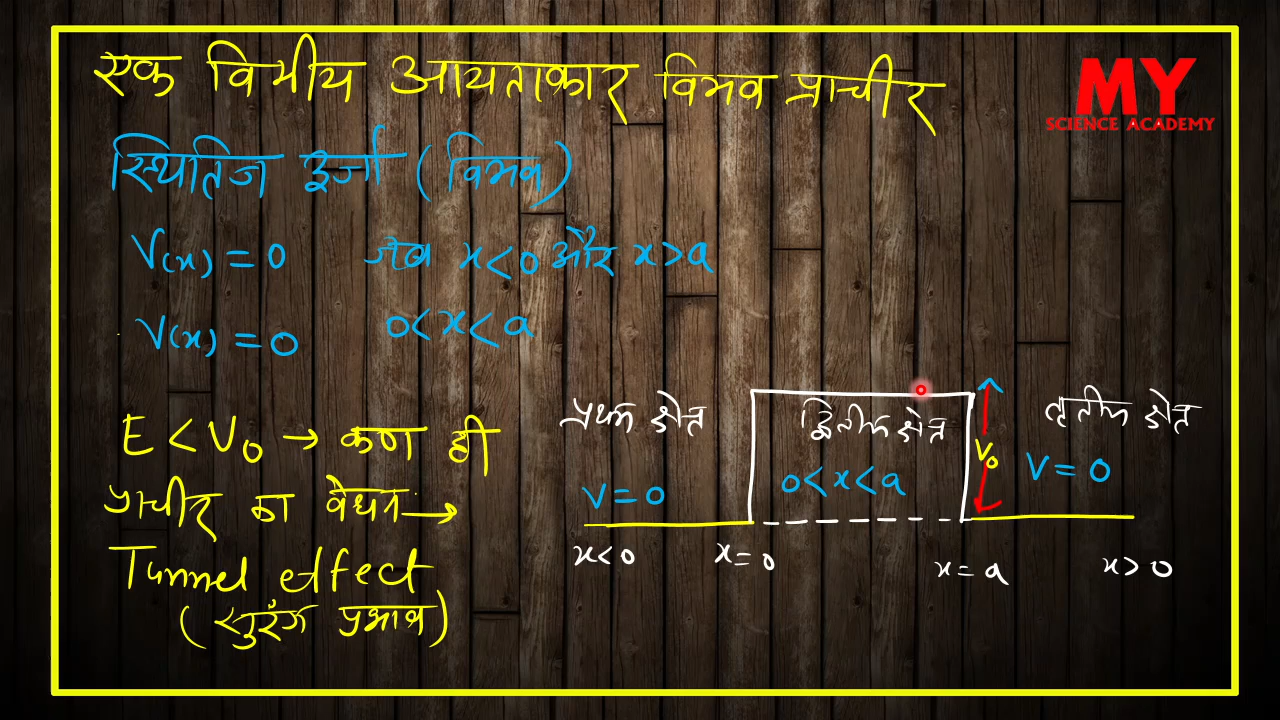 एक विमीय आयताकार विभव प्राचीर
MY
SCIENCE ACADEMY
स्थितिज ऊर्जा (विभव)
V(x) = 0 जब x<0 और x>a
V(x) = 0 0<x<a
E < V₀ → कण ही
प्राचीर का वेधन →
Tunnel effect
(सुरंग प्रभाव)
प्रथम क्षेत्र
द्वितीय क्षेत्र
तृतीय क्षेत्र
V₀
V = 0
0<x<a
V = 0
x<0
x=0
x=a
x>0